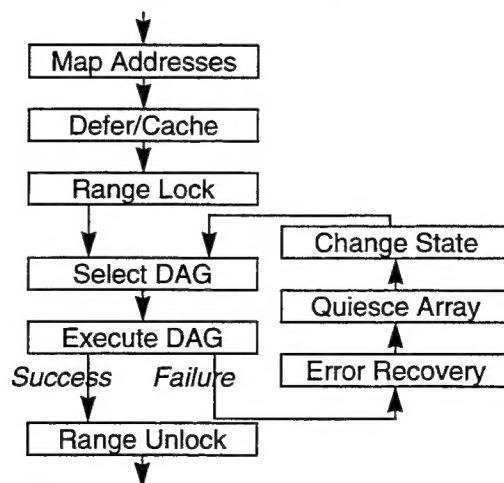 Map Addresses
Defer/Cache
Range Lock
Change State
Select DAG
Quiesce Array
Execute DAG
Success Failure
Error Recovery
Range Unlock